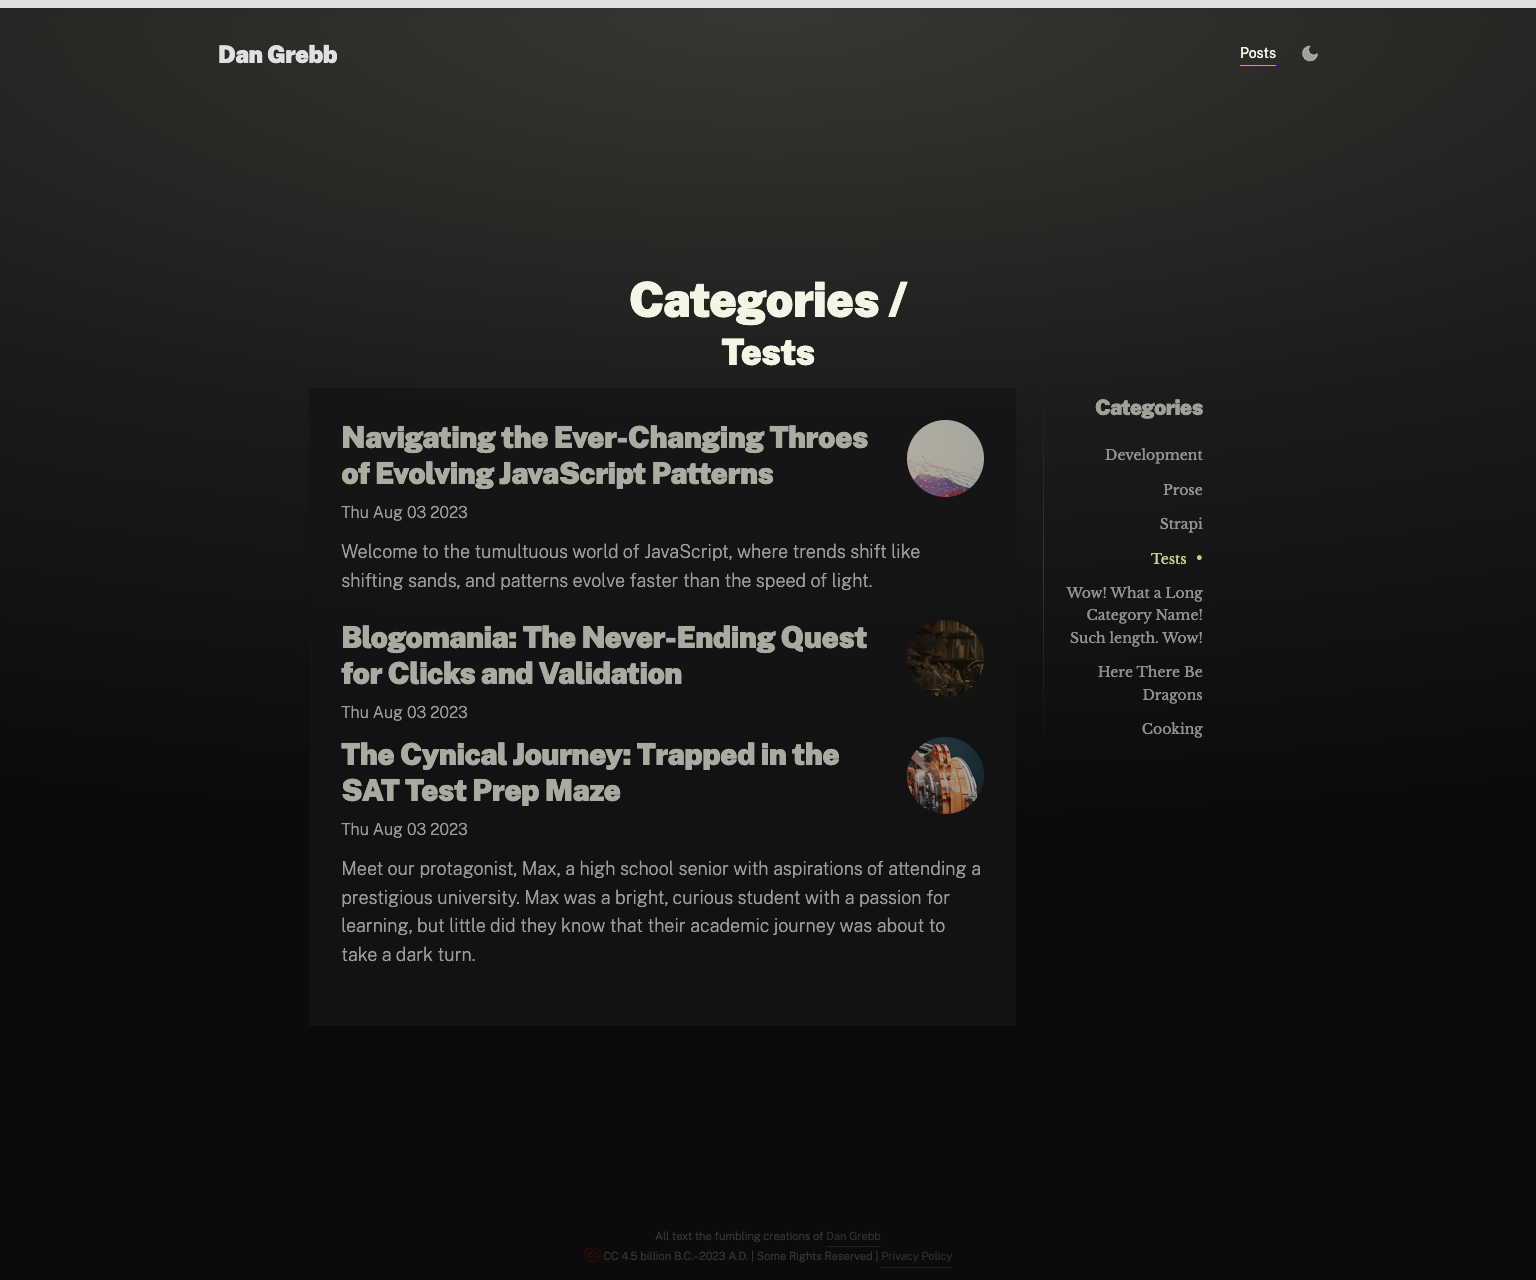 Dan Grebb
Posts
Categories /
Tests
Navigating the Ever-Changing Throes
of Evolving JavaScript Patterns
Thu Aug 03 2023
Welcome to the tumultuous world of JavaScript, where trends shift like
shifting sands, and patterns evolve faster than the speed of light.
Blogomania: The Never-Ending Quest
for Clicks and Validation
Thu Aug 03 2023
The Cynical Journey: Trapped in the
SAT Test Prep Maze
Thu Aug 03 2023
Meet our protagonist, Max, a high school senior with aspirations of attending a
prestigious university. Max was a bright, curious student with a passion for
learning, but little did they know that their academic journey was about to
take a dark turn.
Categories
Development
Prose
Strapi
Tests •
Wow! What a Long
Category Name!
Such length. Wow!
Here There Be
Dragons
Cooking
All text the fumbling creations of Dan Grebb
CC 4.5 billion B.C.–2023 A.D. | Some Rights Reserved | Privacy Policy